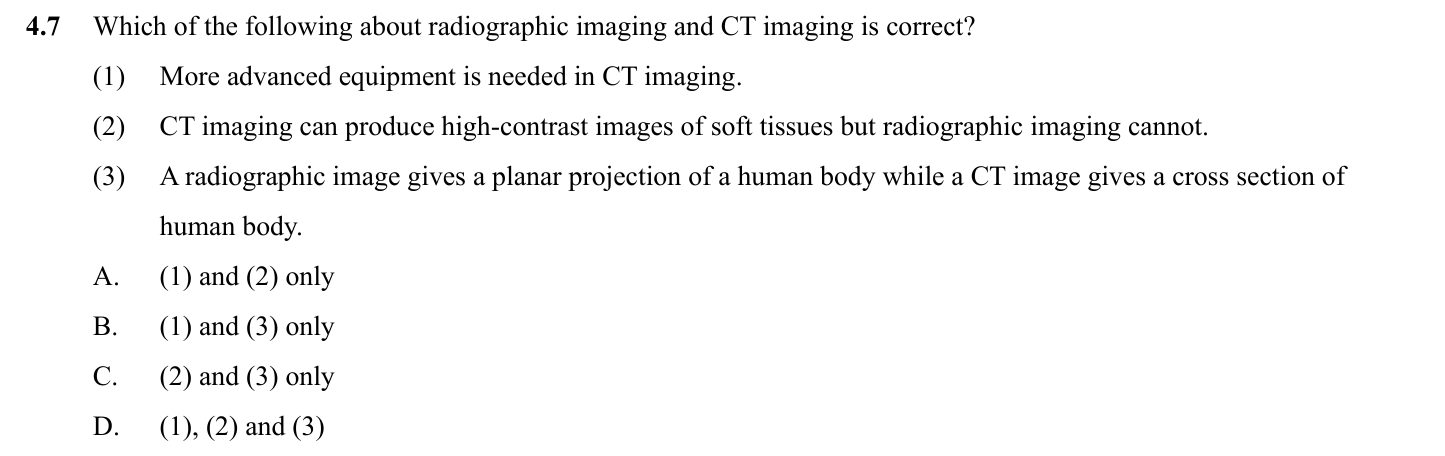 4.7 Which of the following about radiographic imaging and CT imaging is correct?
(1) More advanced equipment is needed in CT imaging.
(2) CT imaging can produce high-contrast images of soft tissues but radiographic imaging cannot.
(3) A radiographic image gives a planar projection of a human body while a CT image gives a cross section of
human body.
A. (1) and (2) only
B. (1) and (3) only
C. (2) and (3) only
D. (1), (2) and (3)